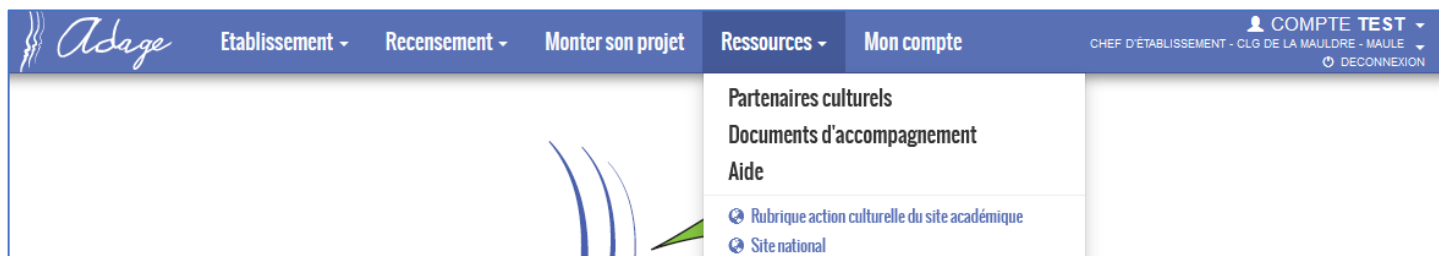 Adage
Etablissement
Recensement
Monter son projet
Ressources
Mon compte
COMPTE TEST
CHEF D'ÉTABLISSEMENT - CLG DE LA MAULDRE - MAULE
DECONNEXION
Partenaires culturels
Documents d'accompagnement
Aide
Rubrique action culturelle du site académique
Site national